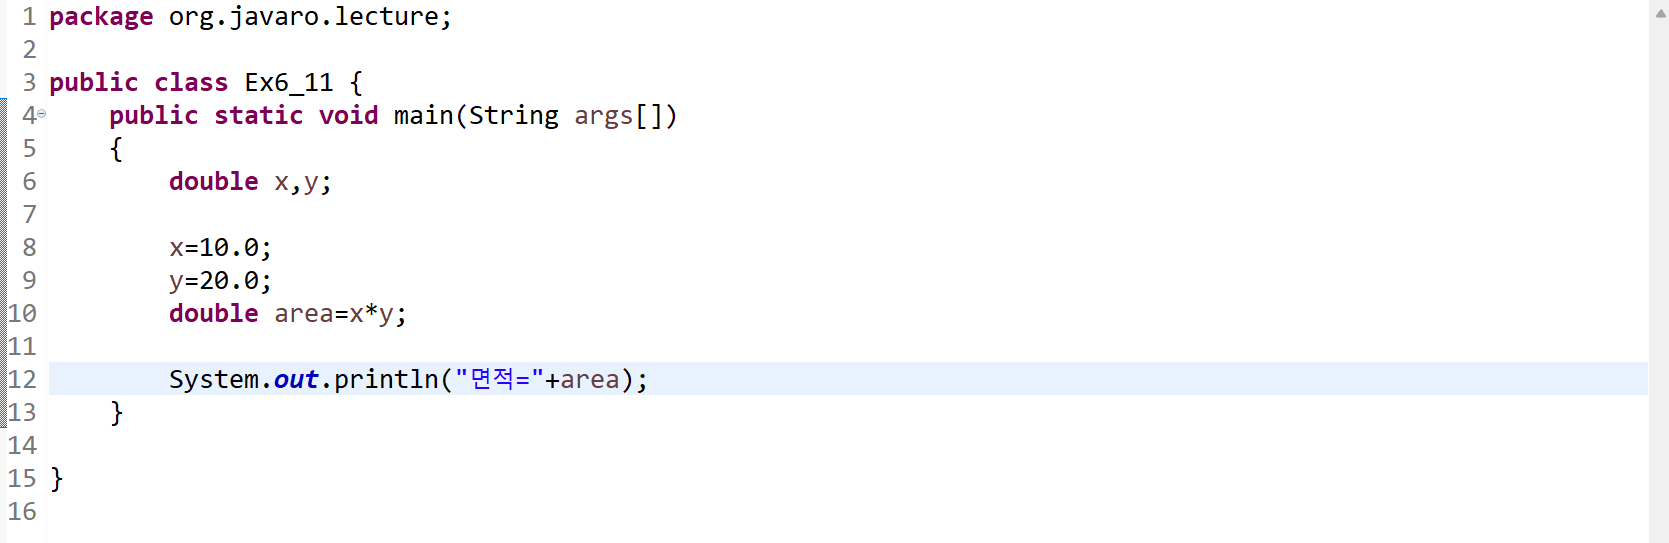 1 package org.javaro.lecture;
2
3 public class Ex6_11 {
4     public static void main(String args[])
5     {
6         double x,y;
7
8         x=10.0;
9         y=20.0;
10         double area=x*y;
11
12         System.out.println("면적="+area);
13     }
14
15 }
16